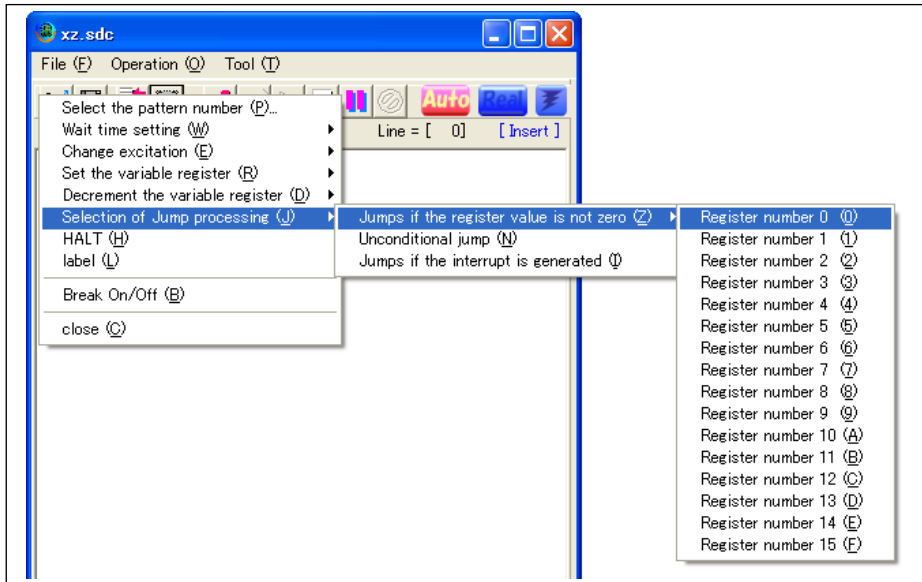 xz.sdc
File (F) Operation (O) Tool (T)
Auto Real
Line = [ 0] [ Insert ]
Select the pattern number (P)...
Wait time setting (W)
Change excitation (E)
Set the variable register (R)
Decrement the variable register (D)
Selection of Jump processing (J)
HALT (H)
label (L)
Break On/Off (B)
close (C)
Jumps if the register value is not zero (Z)
Unconditional jump (N)
Jumps if the interrupt is generated (I)
Register number 0 (0)
Register number 1 (1)
Register number 2 (2)
Register number 3 (3)
Register number 4 (4)
Register number 5 (5)
Register number 6 (6)
Register number 7 (7)
Register number 8 (8)
Register number 9 (9)
Register number 10 (A)
Register number 11 (B)
Register number 12 (C)
Register number 13 (D)
Register number 14 (E)
Register number 15 (F)